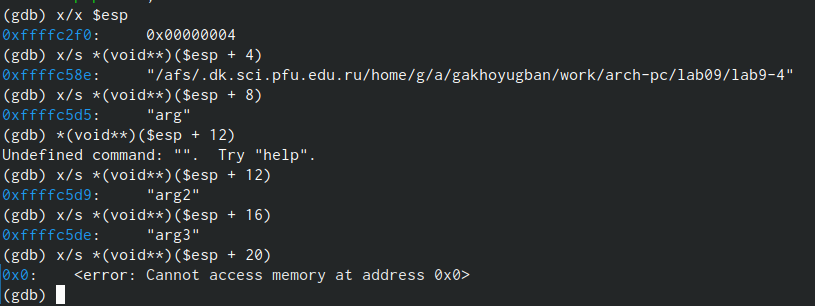 (gdb) x/x $esp
0xffffc2f0:     0x00000004
(gdb) x/s *(void**)($esp + 4)
0xffffc58e:     "/afs/.dk.sci.pfu.edu.ru/home/g/a/gakhoyugban/work/arch-pc/lab09/lab9-4"
(gdb) x/s *(void**)($esp + 8)
0xffffc5d5:     "arg"
(gdb) *(void**)($esp + 12)
Undefined command: "".  Try "help".
(gdb) x/s *(void**)($esp + 12)
0xffffc5d9:     "arg2"
(gdb) x/s *(void**)($esp + 16)
0xffffc5de:     "arg3"
(gdb) x/s *(void**)($esp + 20)
0x0:    <error: Cannot access memory at address 0x0>
(gdb)